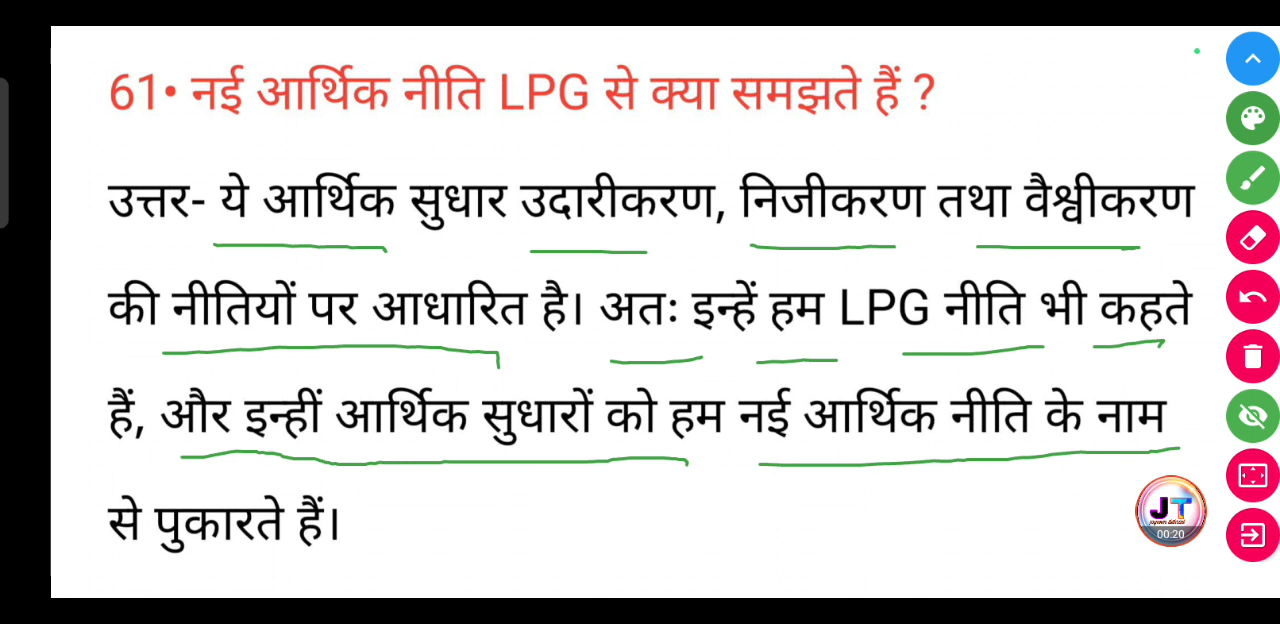 61• नई आर्थिक नीति LPG से क्या समझते हैं ?
उत्तर- ये आर्थिक सुधार उदारीकरण, निजीकरण तथा वैश्वीकरण
की नीतियों पर आधारित है। अतः इन्हें हम LPG नीति भी कहते
हैं, और इन्हीं आर्थिक सुधारों को हम नई आर्थिक नीति के नाम
से पुकारते हैं।
JT
00:20